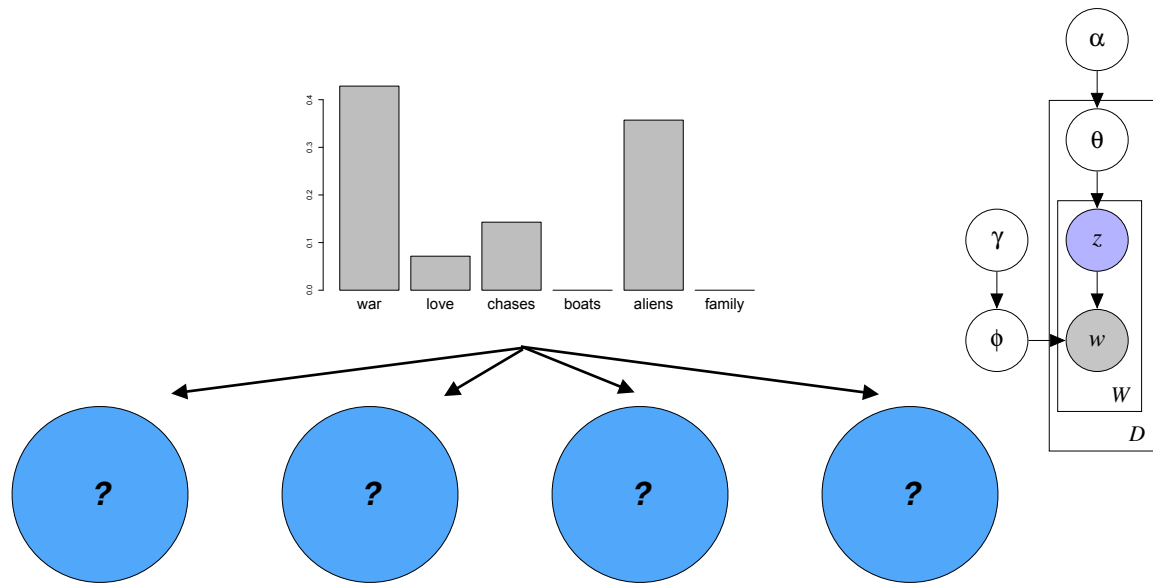 0.4
0.3
0.2
0.1
0.0
war love chases boats aliens family
? ? ? ?
α
θ
γ z
ϕ w
W
D